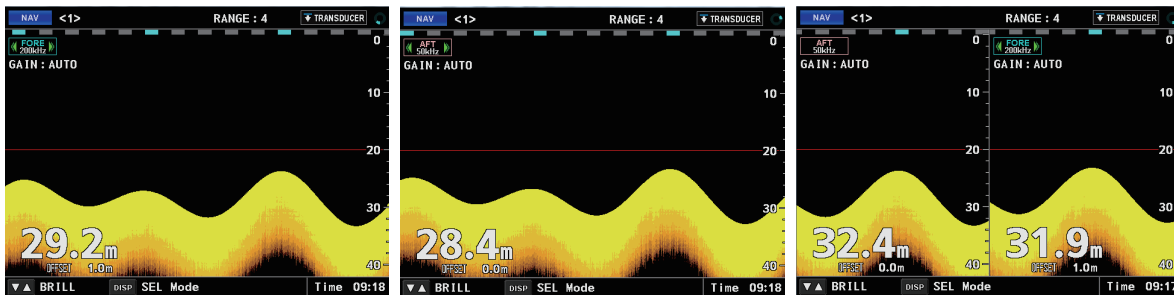 NAV <1> RANGE : 4 TRANSDUCER
FORE
200kHz
GAIN : AUTO
0
10
20
30
40
29.2m
OFFSET 1.0m
BRILL DISP SEL Mode Time 09:18
NAV <1> RANGE : 4 TRANSDUCER
AFT
50kHz
GAIN : AUTO
0
10
20
30
40
28.4m
OFFSET 0.0m
BRILL DISP SEL Mode Time 09:18
NAV <1> RANGE : 4 TRANSDUCER
AFT
50kHz
GAIN : AUTO
0
10
20
30
40
32.4m
OFFSET 0.0m
FORE
200kHz
GAIN : AUTO
0
10
20
30
40
31.9m
OFFSET 1.0m
BRILL DISP SEL Mode Time